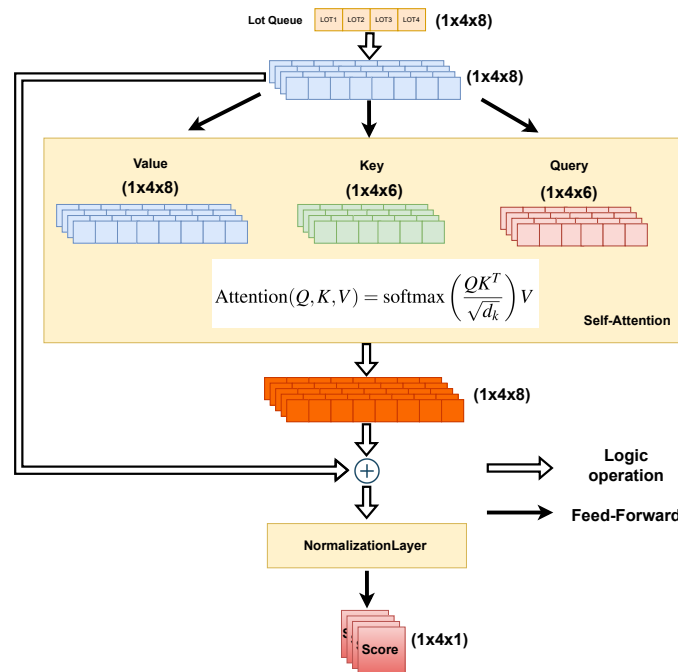 Lot Queue
LOT1 LOT2 LOT3 LOT4
(1x4x8)
(1x4x8)
Value
Key
Query
(1x4x8)
(1x4x6)
(1x4x6)
Attention(Q, K, V) = softmax (QK^T / √d_k) V
Self-Attention
(1x4x8)
Logic
operation
Feed-Forward
NormalizationLayer
Score
(1x4x1)